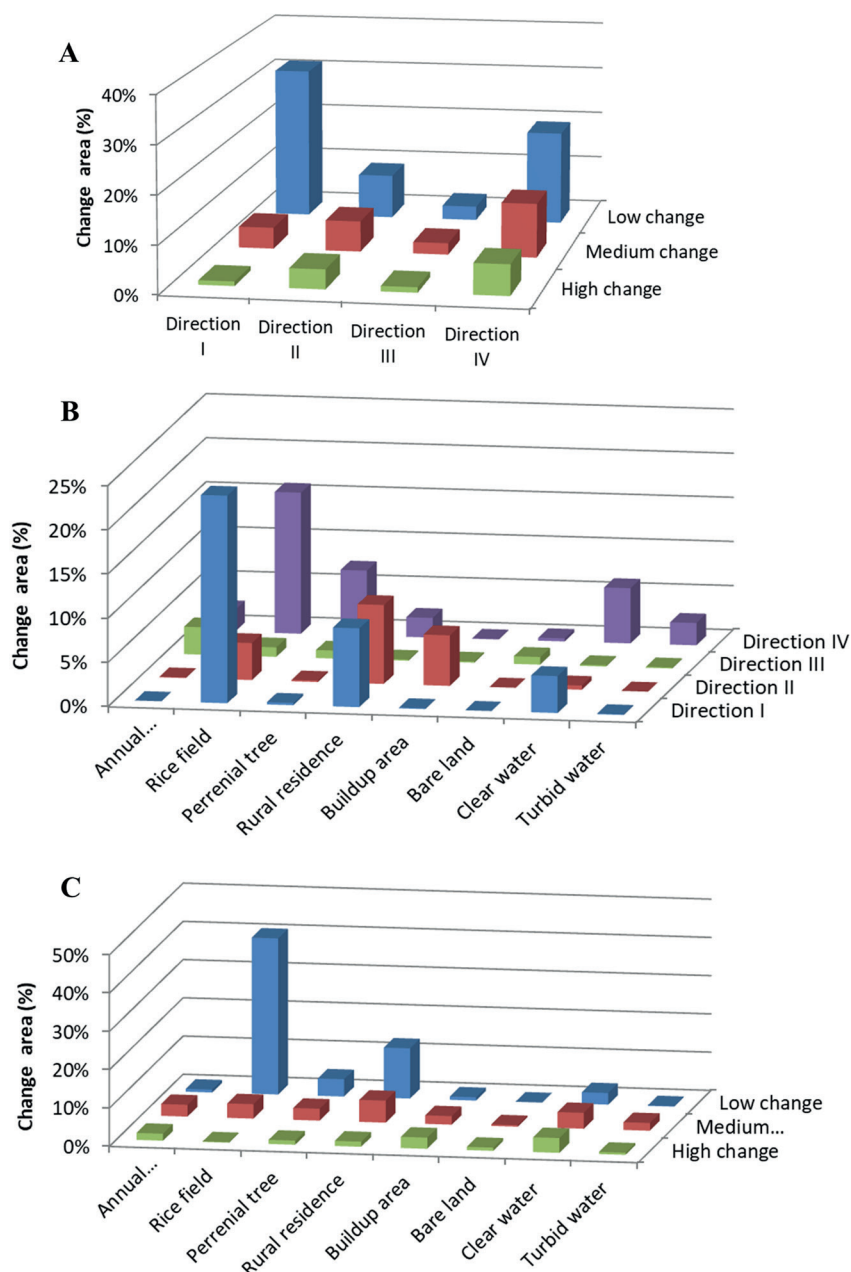 A
Change area (%)
40%
30%
20%
10%
0%
Low change
Medium change
High change
Direction I
Direction II
Direction III
Direction IV
B
Change area (%)
25%
20%
15%
10%
5%
0%
Direction IV
Direction III
Direction II
Direction I
Annual...
Rice field
Perrenial tree
Rural residence
Buildup area
Bare land
Clear water
Turbid water
C
Change area (%)
50%
40%
30%
20%
10%
0%
Low change
Medium...
High change
Annual...
Rice field
Perrenial tree
Rural residence
Buildup area
Bare land
Clear water
Turbid water